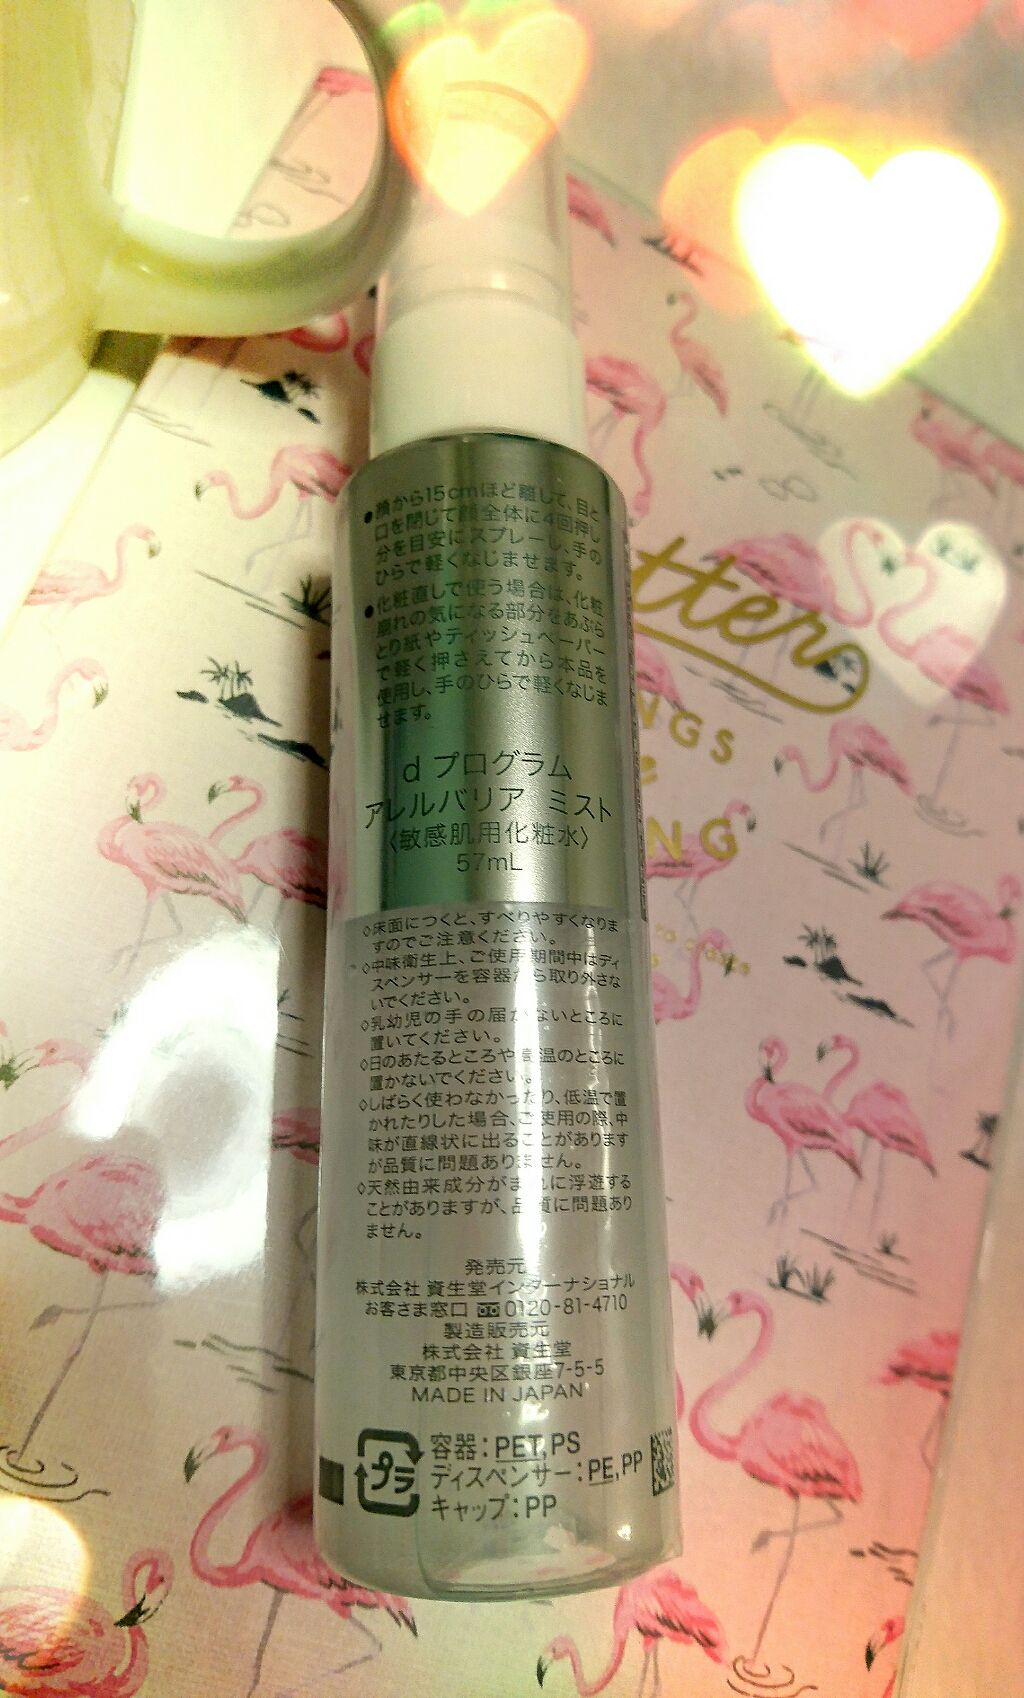 ●顔から15cmほど離して、目と
口を閉じて顔全体に4回押し
分を目安にスプレーし、手の
ひらで軽くなじませます。
●化粧直しで使う場合は、化粧
崩れの気になる部分をあぶら
とり紙やティッシュペーパー
で軽く押さえてから本品を
使用し、手のひらで軽くなじま
せます。
d プログラム
アレルバリア ミスト
〈敏感肌用化粧水〉
57mL
◇床面につくと、すべりやすくなりま
すのでご注意ください。
◇中味衛生上、ご使用期間中はディ
スペンサーを容器から取り外さな
いでください。
◇乳幼児の手の届かないところに
置いてください。
◇日のあたるところや高温のところに
置かないでください。
◇しばらく使わなかったり、低温で置
かれたりした場合、ご使用の際、中
味が直線状に出ることがあります
が品質に問題ありません。
◇天然由来成分がまれに浮遊する
ことがありますが、品質に問題あり
ません。
発売元
株式会社 資生堂インターナショナル
お客さま窓口 0120-81-4710
製造販売元
株式会社 資生堂
東京都中央区銀座7-5-5
MADE IN JAPAN
プラ
容器:PET,PS
ディスペンサー:PE,PP
キャップ:PP